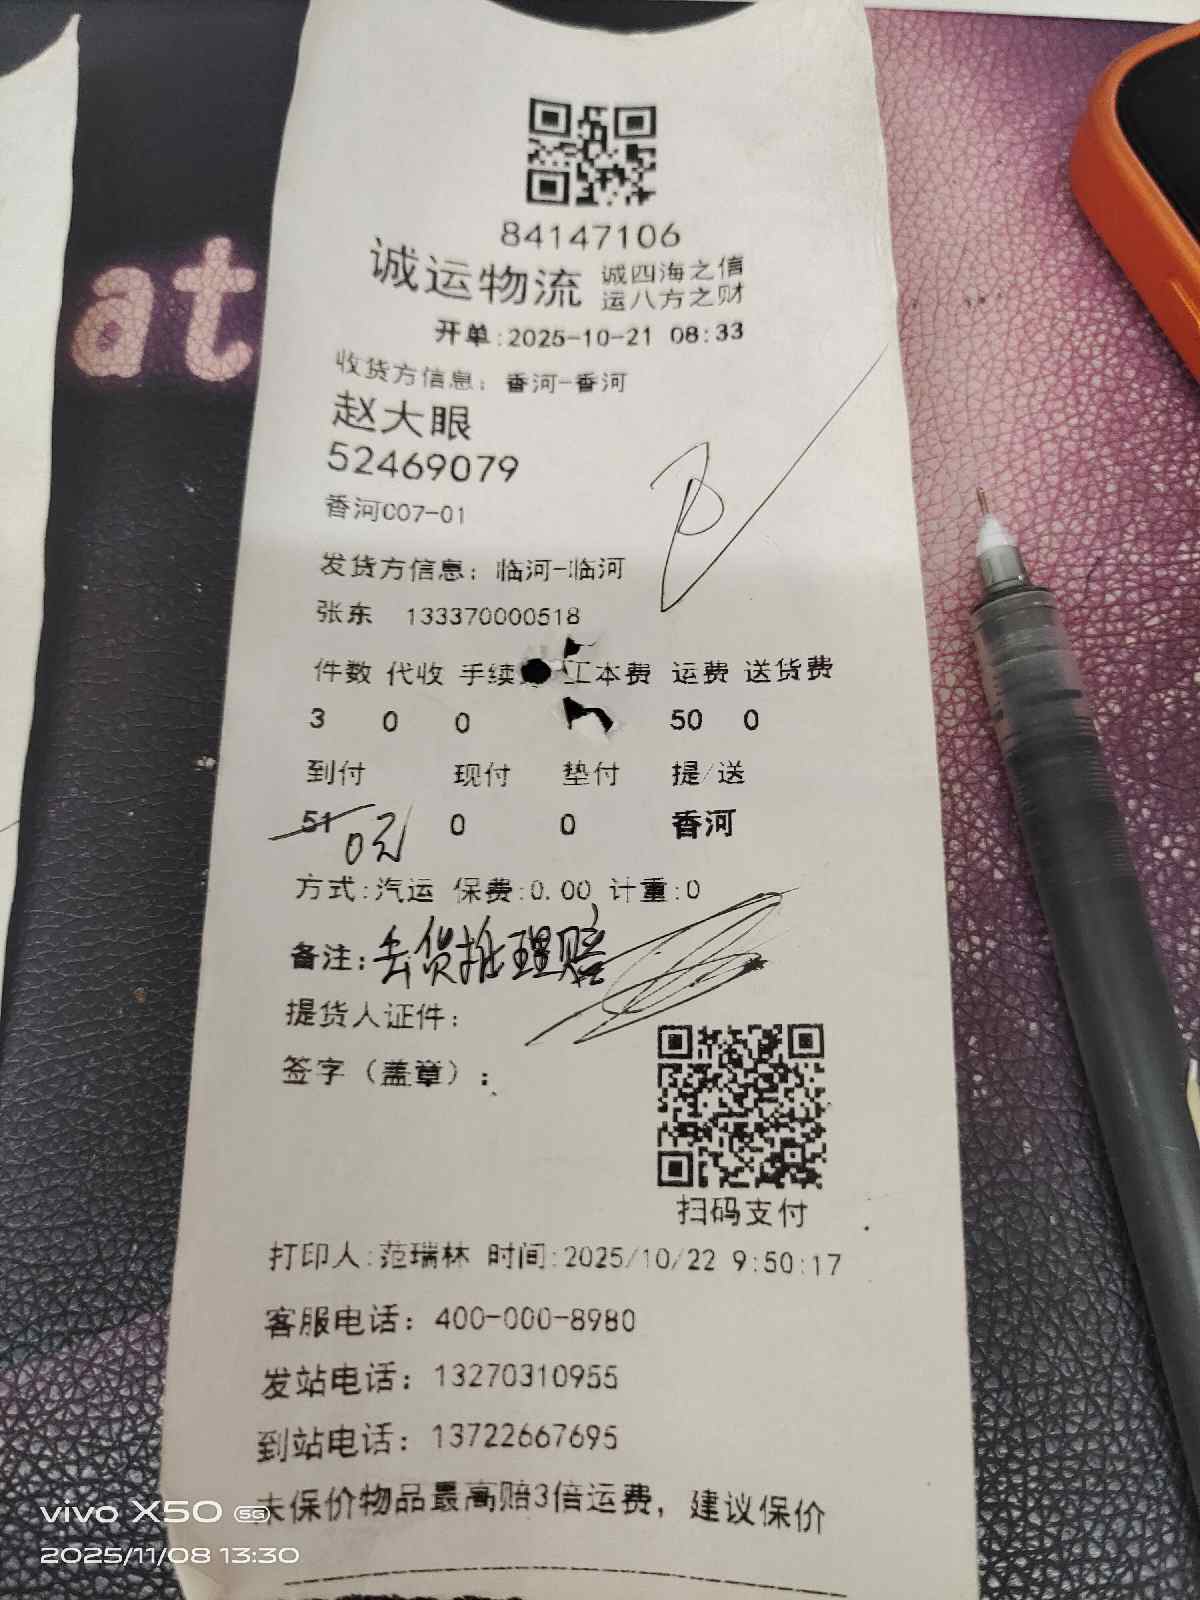 at
84147106
诚运物流 诚四海之信
运八方之财
开单:2025-10-21 08:33
收货方信息: 香河-香河
赵大眼
52469079
香河C07-01
发货方信息: 临河-临河
张东 133370000518
件数 代收 手续 工本费 运费 送货费
3 0 0 50 0
到付 现付 垫付 提/送
51 0元 0 0 香河
方式:汽运 保费:0.00 计重:0
备注:丢货 理赔
提货人证件:
签字（盖章）:
扫码支付
打印人:范瑞林 时间:2025/10/22 9:50:17
客服电话: 400-000-8980
发站电话: 13270310955
到站电话: 13722667695
未保价物品最高赔3倍运费, 建议保价
vivo X50 5G
2025/11/08 13:30